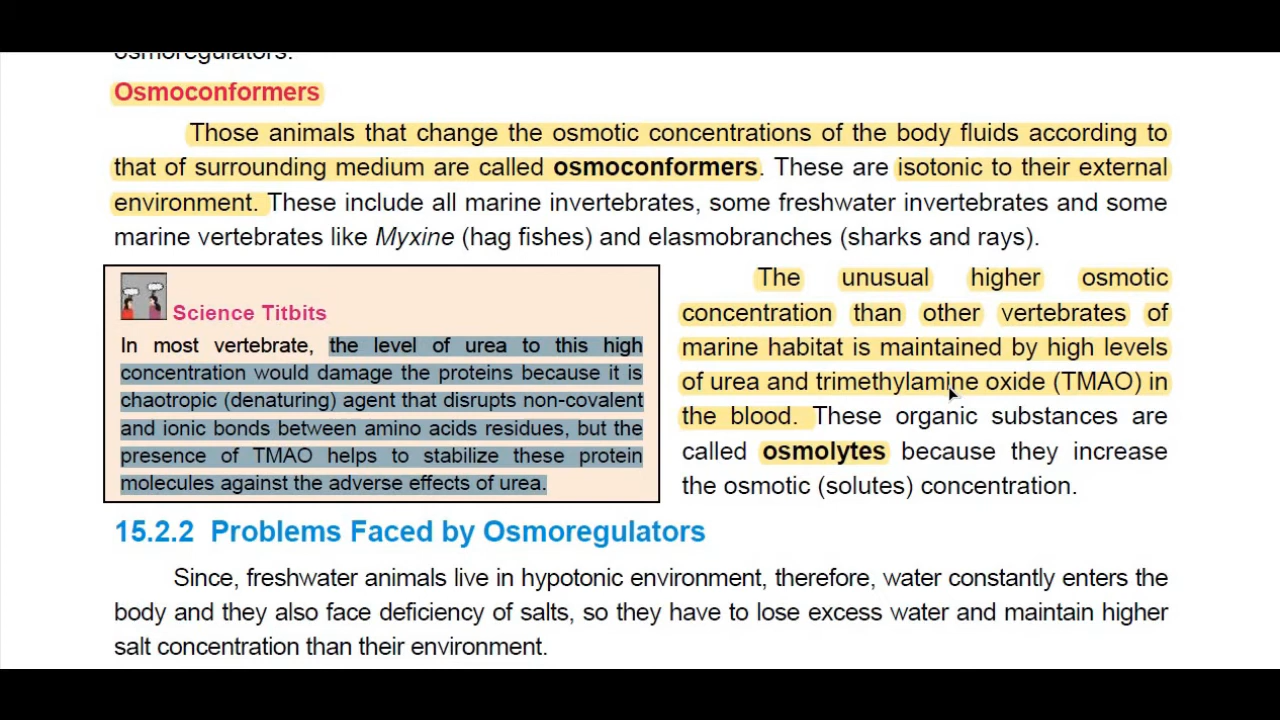 osmoregulators.
Osmoconformers
Those animals that change the osmotic concentrations of the body fluids according to
that of surrounding medium are called osmoconformers. These are isotonic to their external
environment. These include all marine invertebrates, some freshwater invertebrates and some
marine vertebrates like Myxine (hag fishes) and elasmobranches (sharks and rays).
Science Titbits
In most vertebrate, the level of urea to this high
concentration would damage the proteins because it is
chaotropic (denaturing) agent that disrupts non-covalent
and ionic bonds between amino acids residues, but the
presence of TMAO helps to stabilize these protein
molecules against the adverse effects of urea.
The unusual higher osmotic
concentration than other vertebrates of
marine habitat is maintained by high levels
of urea and trimethylamine oxide (TMAO) in
the blood. These organic substances are
called osmolytes because they increase
the osmotic (solutes) concentration.
15.2.2 Problems Faced by Osmoregulators
Since, freshwater animals live in hypotonic environment, therefore, water constantly enters the
body and they also face deficiency of salts, so they have to lose excess water and maintain higher
salt concentration than their environment.